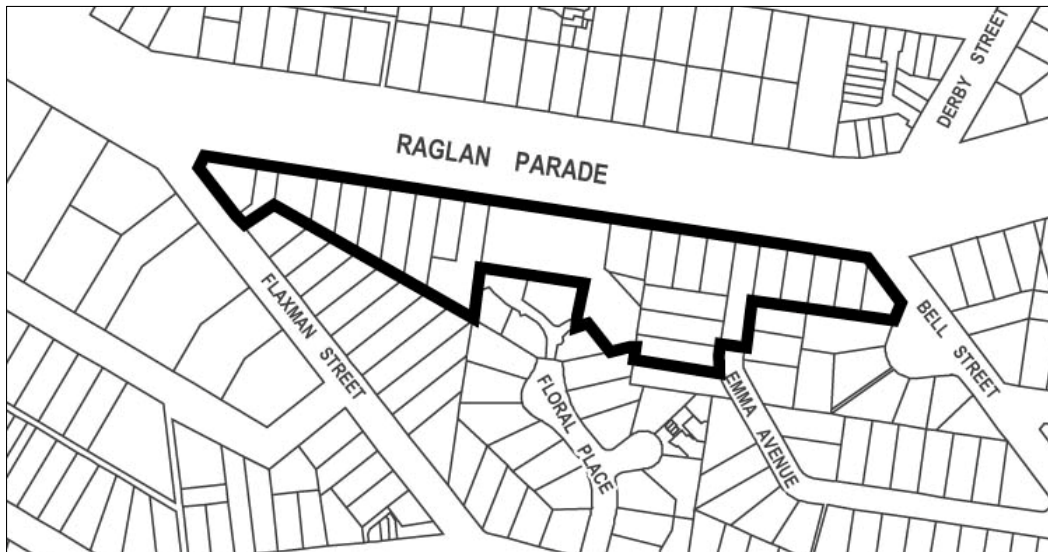 DERBY STREET
RAGLAN PARADE
FLAXMAN STREET
BELL STREET
FLORAL PLACE
EMMA AVENUE